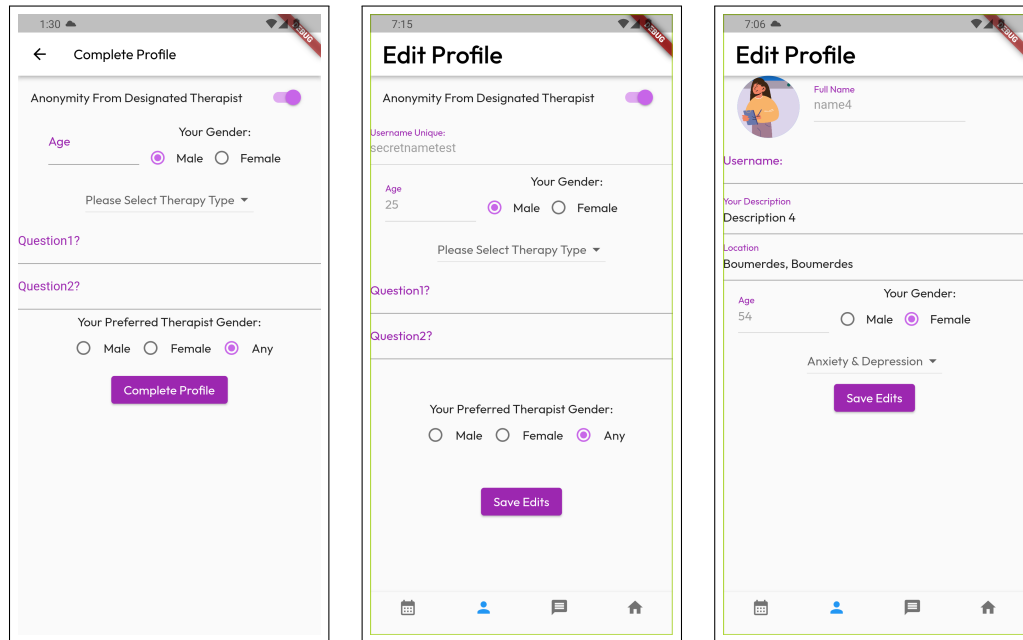 1:30
DEBUG
Complete Profile
Anonymity From Designated Therapist
Age
Your Gender:
Male Female
Please Select Therapy Type
Question1?
Question2?
Your Preferred Therapist Gender:
Male Female Any
Complete Profile
7:15
DEBUG
Edit Profile
Anonymity From Designated Therapist
Username Unique:
secretnametest
Your Gender:
Age
25
Male Female
Please Select Therapy Type
Question1?
Question2?
Your Preferred Therapist Gender:
Male Female Any
Save Edits
7:06
DEBUG
Edit Profile
Full Name
name4
Username:
Your Description
Description 4
Location
Boumerdes, Boumerdes
Your Gender:
Age
54
Male Female
Anxiety & Depression
Save Edits